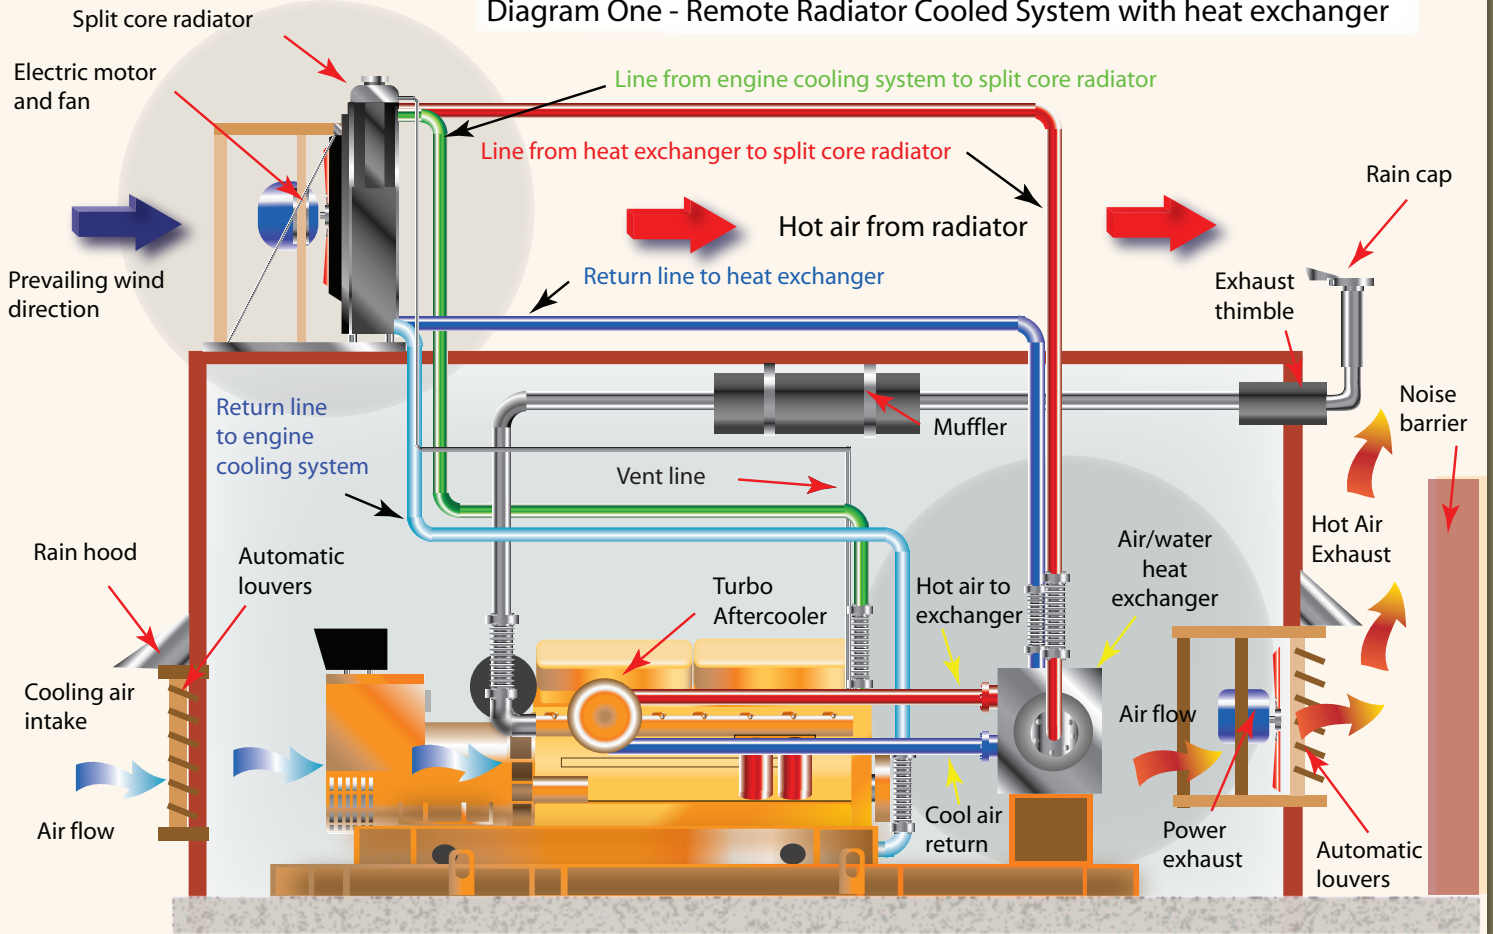 Diagram One - Remote Radiator Cooled System with heat exchanger
Split core radiator
Electric motor
and fan
Line from engine cooling system to split core radiator
Line from heat exchanger to split core radiator
Rain cap
Hot air from radiator
Prevailing wind
direction
Return line to heat exchanger
Exhaust
thimble
Return line
to engine
cooling system
Muffler
Noise
barrier
Vent line
Rain hood
Automatic
louvers
Turbo
Aftercooler
Hot air to
exchanger
Air/water
heat
exchanger
Hot Air
Exhaust
Cooling air
intake
Air flow
Air flow
Cool air
return
Power
exhaust
Automatic
louvers